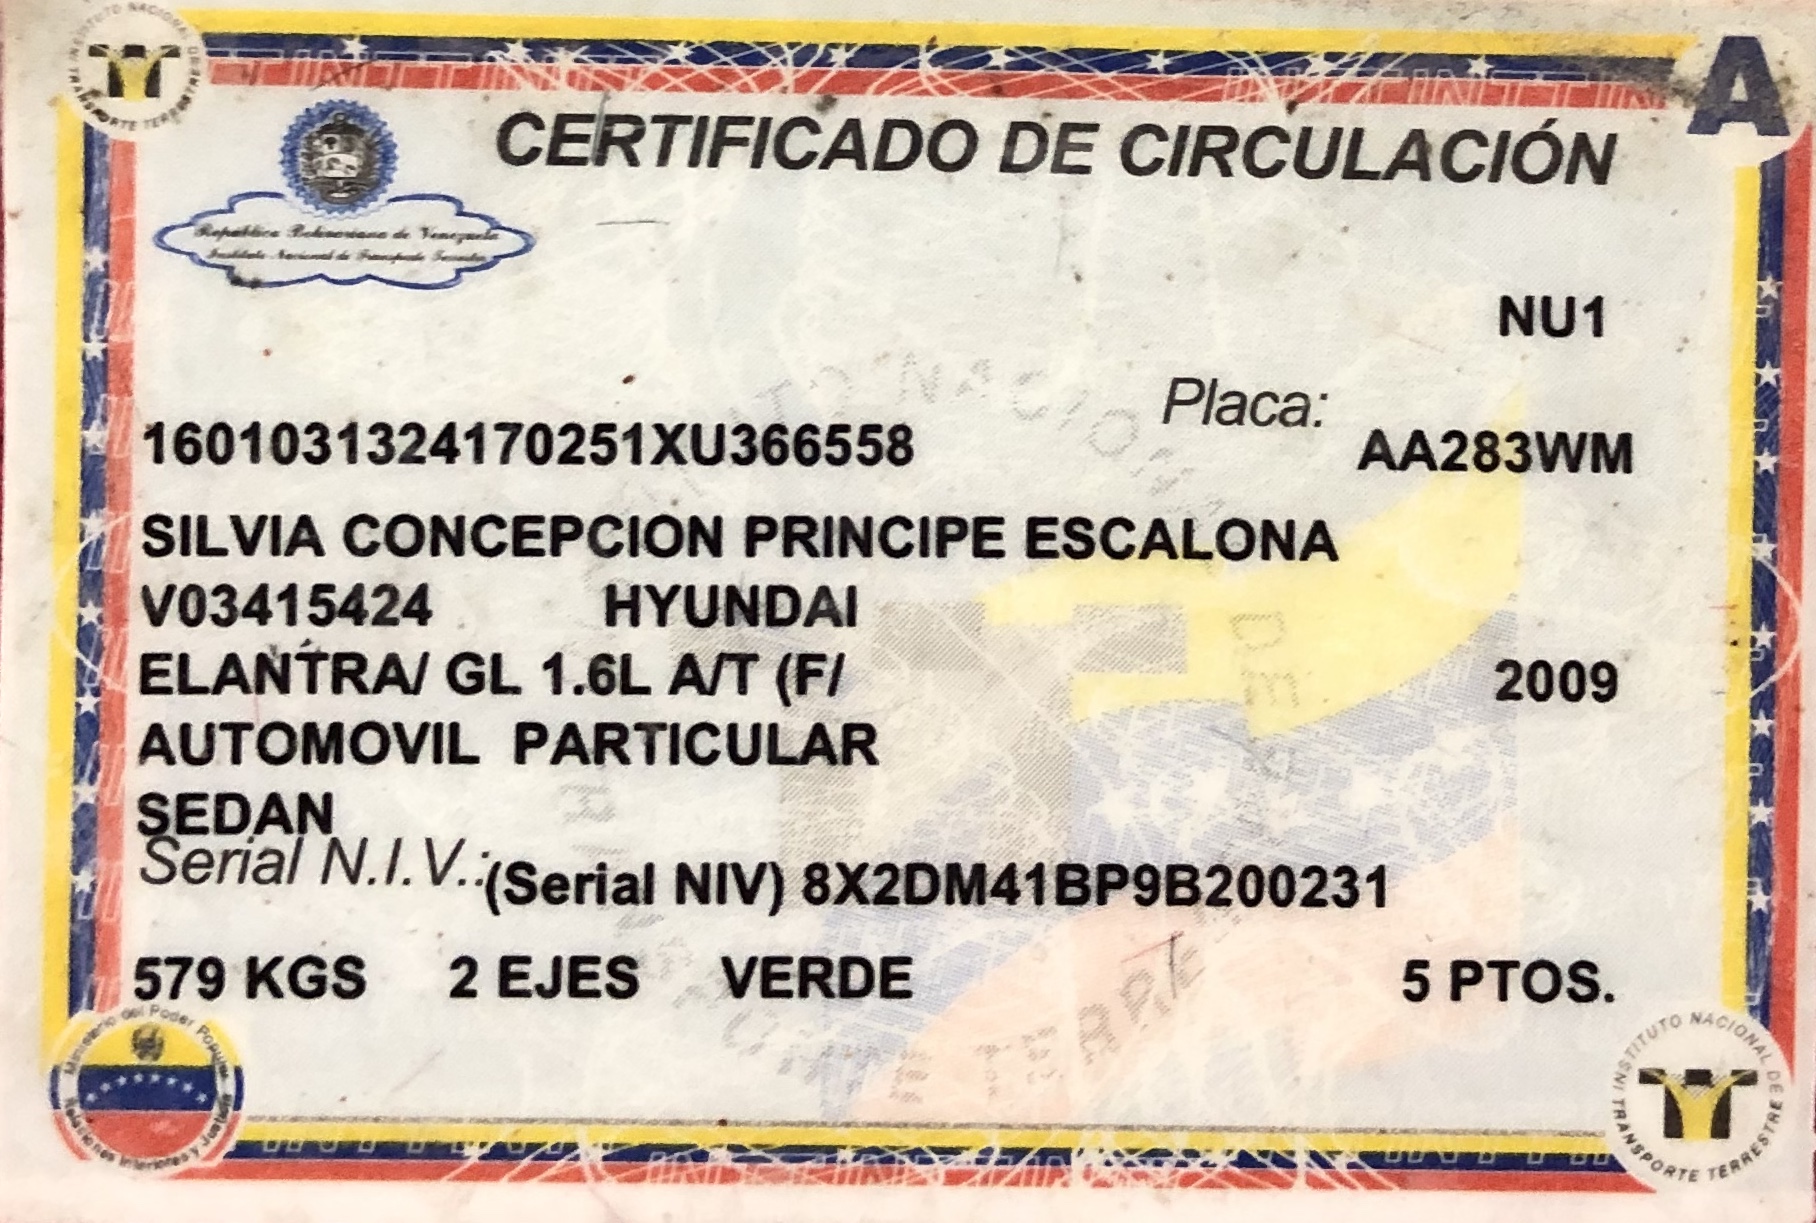 INSTITUTO NACIONAL DE TRANSPORTE TERRESTRE
A
CERTIFICADO DE CIRCULACIÓN
República Bolivariana de Venezuela
Instituto Nacional de Transporte Terrestre
NU1
Placa:
1601031324170251XU366558 AA283WM
SILVIA CONCEPCION PRINCIPE ESCALONA
V03415424 HYUNDAI
ELANTRA/ GL 1.6L A/T (F/ 2009
AUTOMOVIL PARTICULAR
SEDAN
Serial N.I.V.: (Serial NIV) 8X2DM41BP9B200231
579 KGS 2 EJES VERDE 5 PTOS.
Ministerio del Poder Popular
Relaciones Interiores y Justicia
INSTITUTO NACIONAL DE TRANSPORTE TERRESTRE